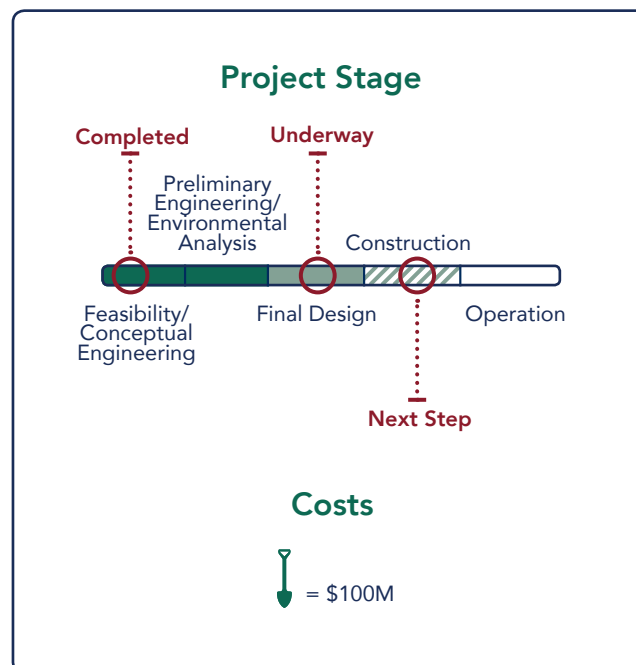 Project Stage
Completed
Underway
Preliminary
Engineering/
Environmental
Analysis
Construction
Feasibility/
Conceptual
Engineering
Final Design
Operation
Next Step
Costs
= $100M